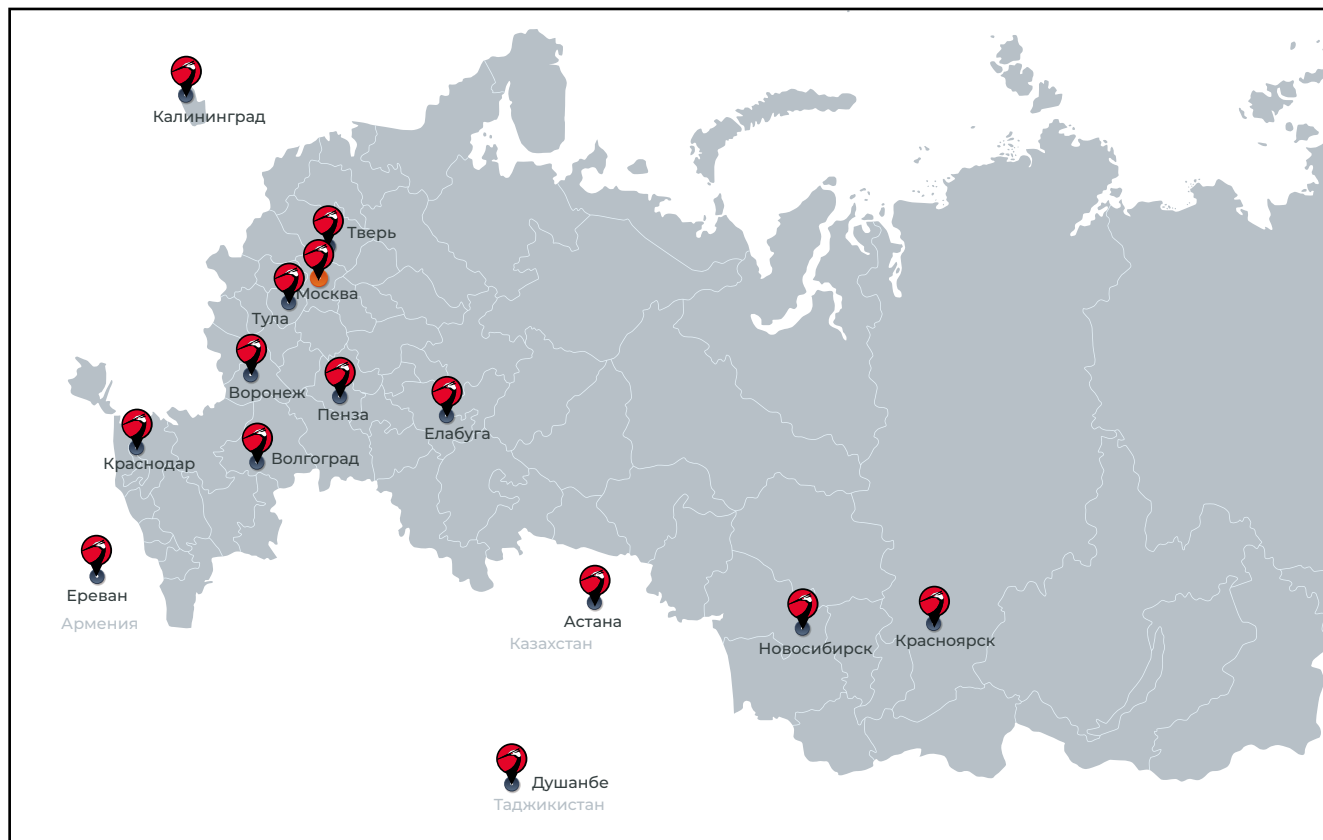 Калининград
Тверь
Москва
Тула
Воронеж
Пенза
Елабуга
Краснодар
Волгоград
Ереван
Армения
Астана
Казахстан
Новосибирск
Красноярск
Душанбе
Таджикистан